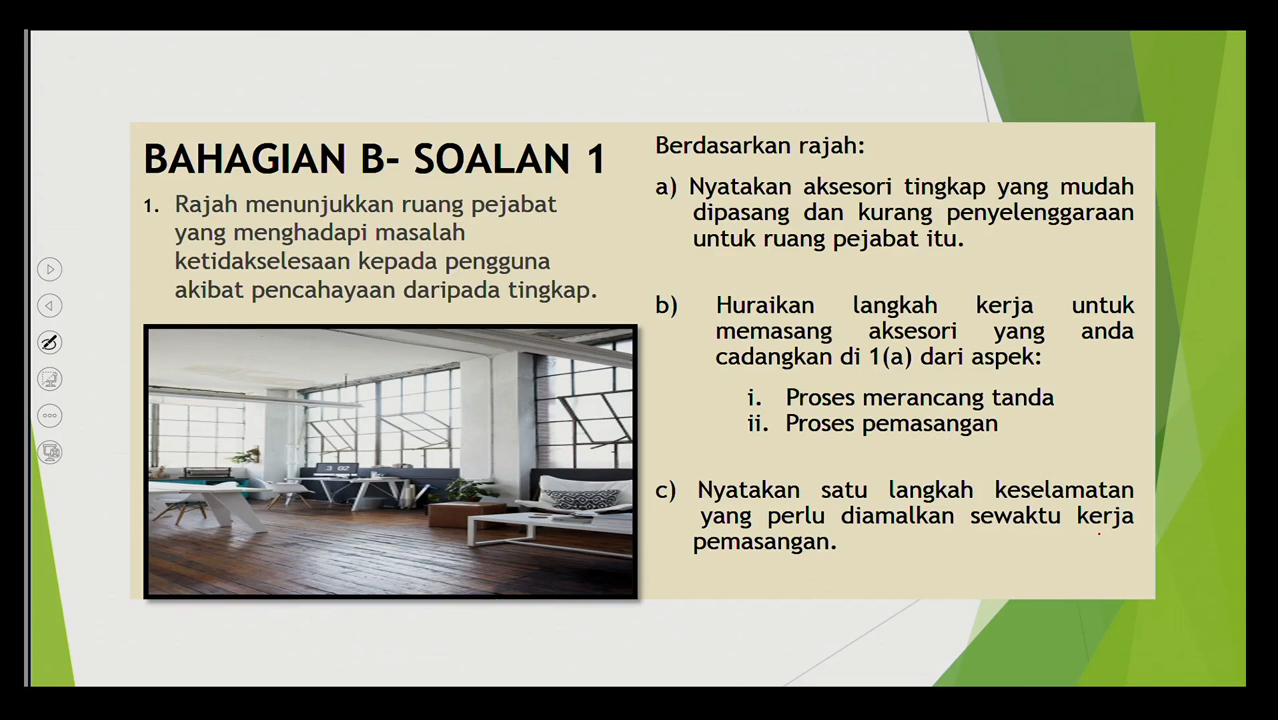 BAHAGIAN B- SOALAN 1
1. Rajah menunjukkan ruang pejabat
yang menghadapi masalah
ketidakselesaan kepada pengguna
akibat pencahayaan daripada tingkap.
Berdasarkan rajah:
a) Nyatakan aksesori tingkap yang mudah
dipasang dan kurang penyelenggaraan
untuk ruang pejabat itu.
b) Huraikan langkah kerja untuk
memasang aksesori yang anda
cadangkan di 1(a) dari aspek:
i. Proses merancang tanda
ii. Proses pemasangan
c) Nyatakan satu langkah keselamatan
yang perlu diamalkan sewaktu kerja
pemasangan.